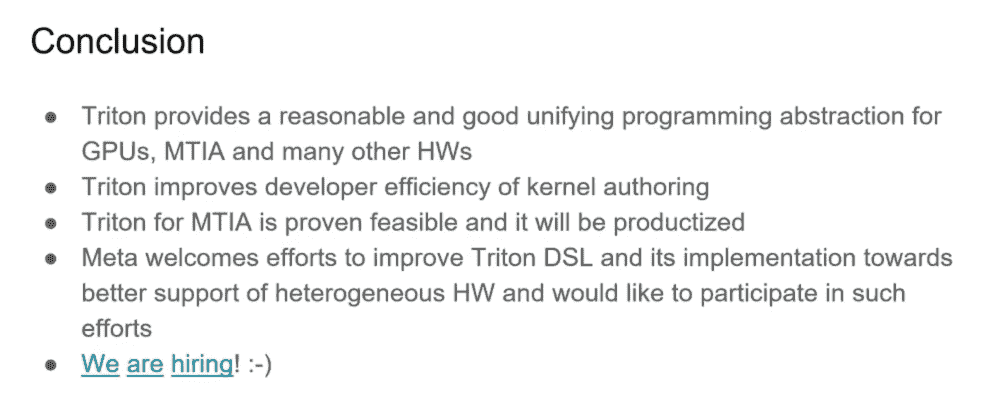 Conclusion
● Triton provides a reasonable and good unifying programming abstraction for
GPUs, MTIA and many other HWs
● Triton improves developer efficiency of kernel authoring
● Triton for MTIA is proven feasible and it will be productized
● Meta welcomes efforts to improve Triton DSL and its implementation towards
better support of heterogeneous HW and would like to participate in such
efforts
● We are hiring! :-)